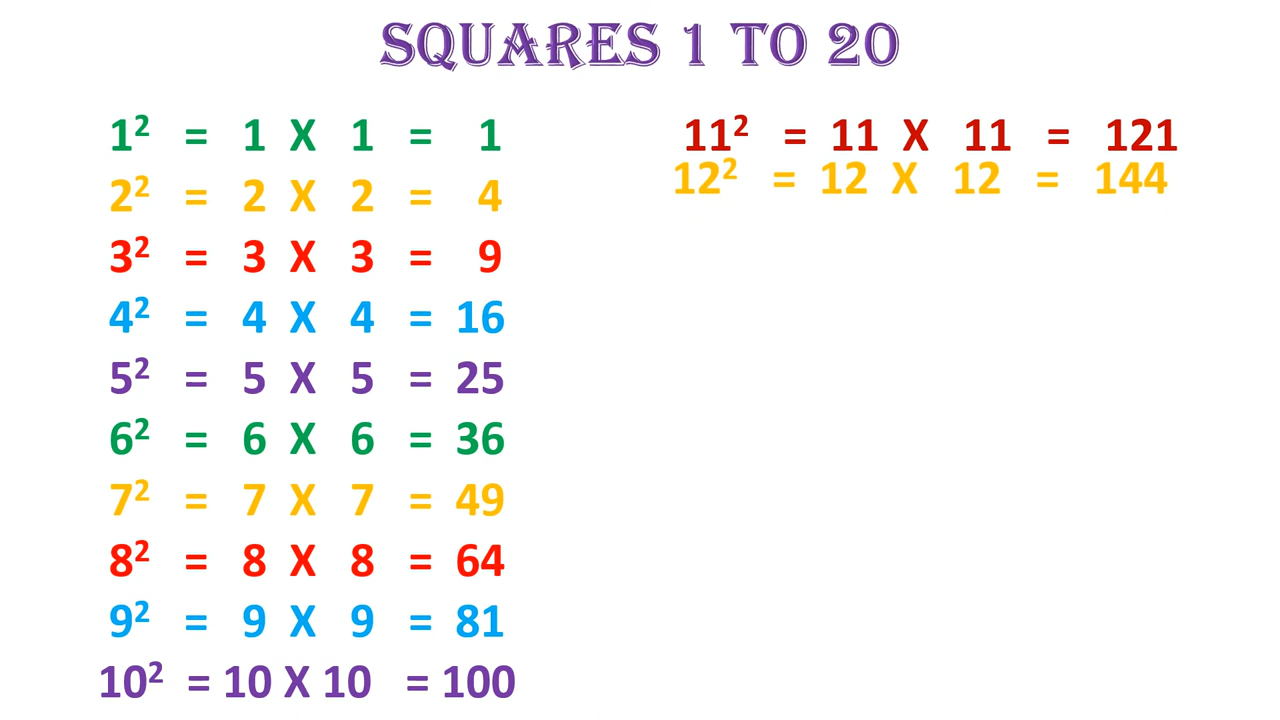 SQUARES 1 TO 20
1² = 1 X 1 = 1
2² = 2 X 2 = 4
3² = 3 X 3 = 9
4² = 4 X 4 = 16
5² = 5 X 5 = 25
6² = 6 X 6 = 36
7² = 7 X 7 = 49
8² = 8 X 8 = 64
9² = 9 X 9 = 81
10² = 10 X 10 = 100
11² = 11 X 11 = 121
12² = 12 X 12 = 144